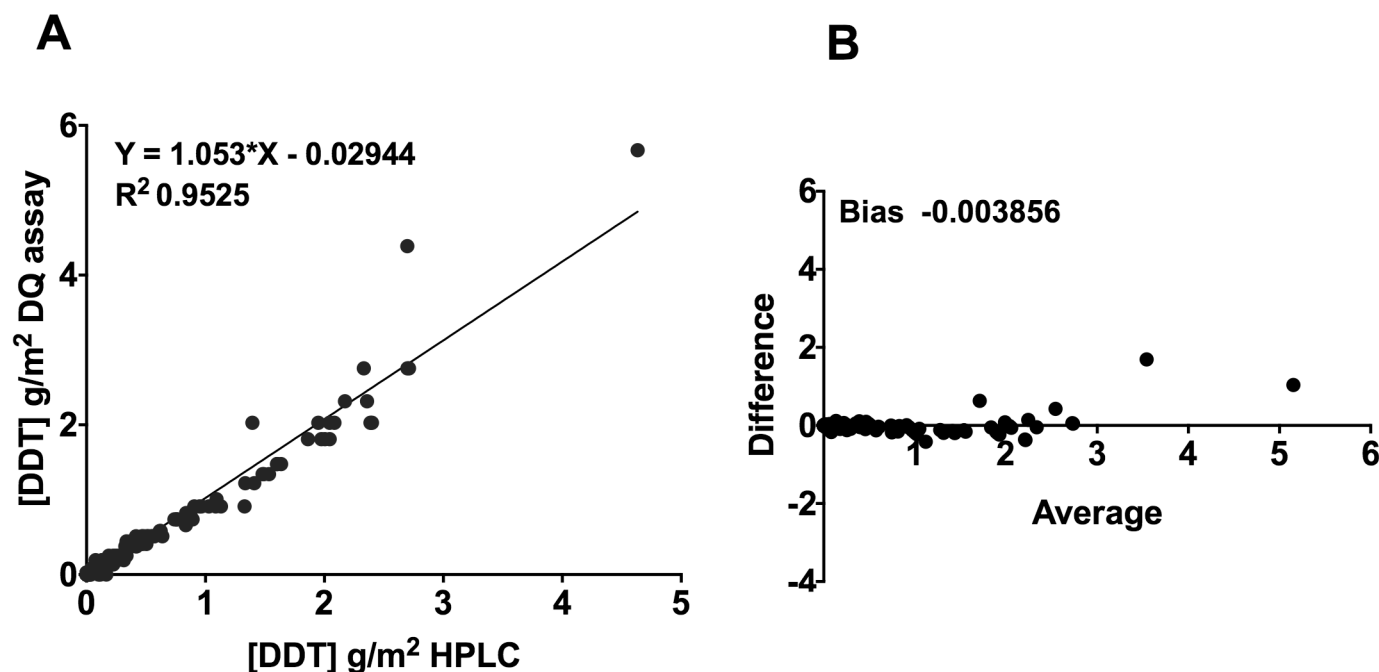 A
[DDT] g/m² DQ assay
6
4
2
0
Y = 1.053*X - 0.02944
R² 0.9525
0 1 2 3 4 5
[DDT] g/m² HPLC
B
Difference
6
4
2
0
-2
-4
Bias -0.003856
1 2 3 4 5 6
Average